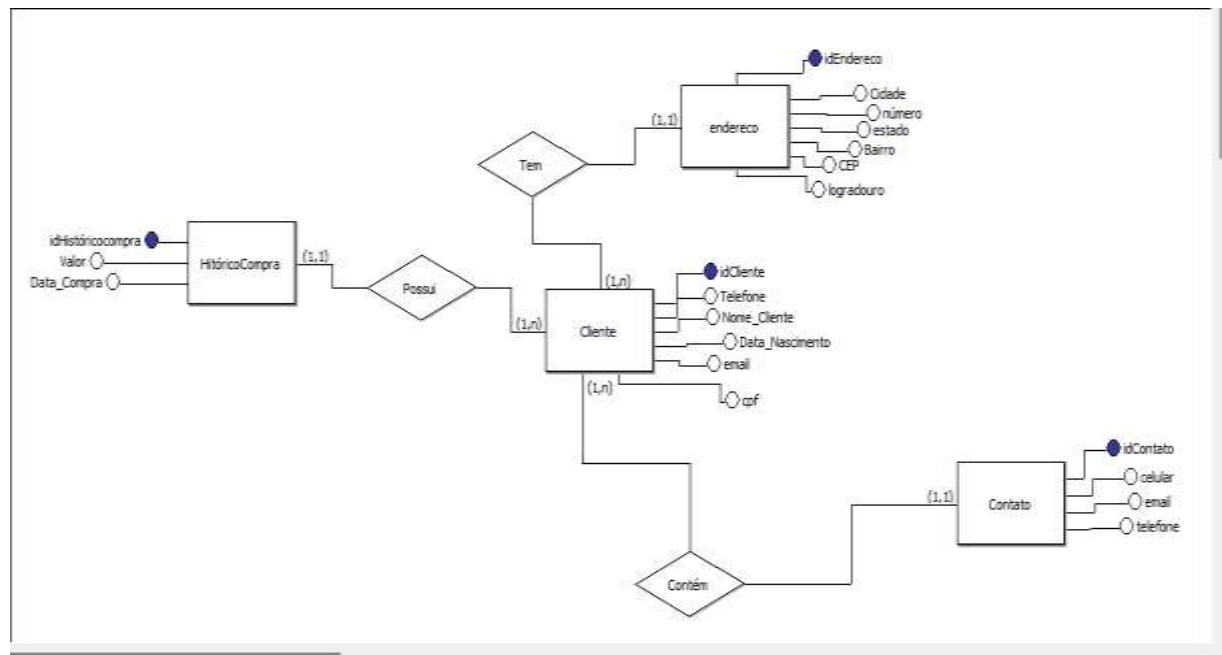 idEndereco
Cidade
número
estado
Bairro
CEP
logradouro
endereco
(1,1)
Tem
idHistóricocompra
Valor
Data_Compra
HitóricoCompra
(1,1)
Possui
(1,n)
(1,n)
Cliente
idCliente
Telefone
Nome_Cliente
Data_Nascimento
email
cpf
(1,n)
idContato
celular
email
telefone
Contato
(1,1)
Contém